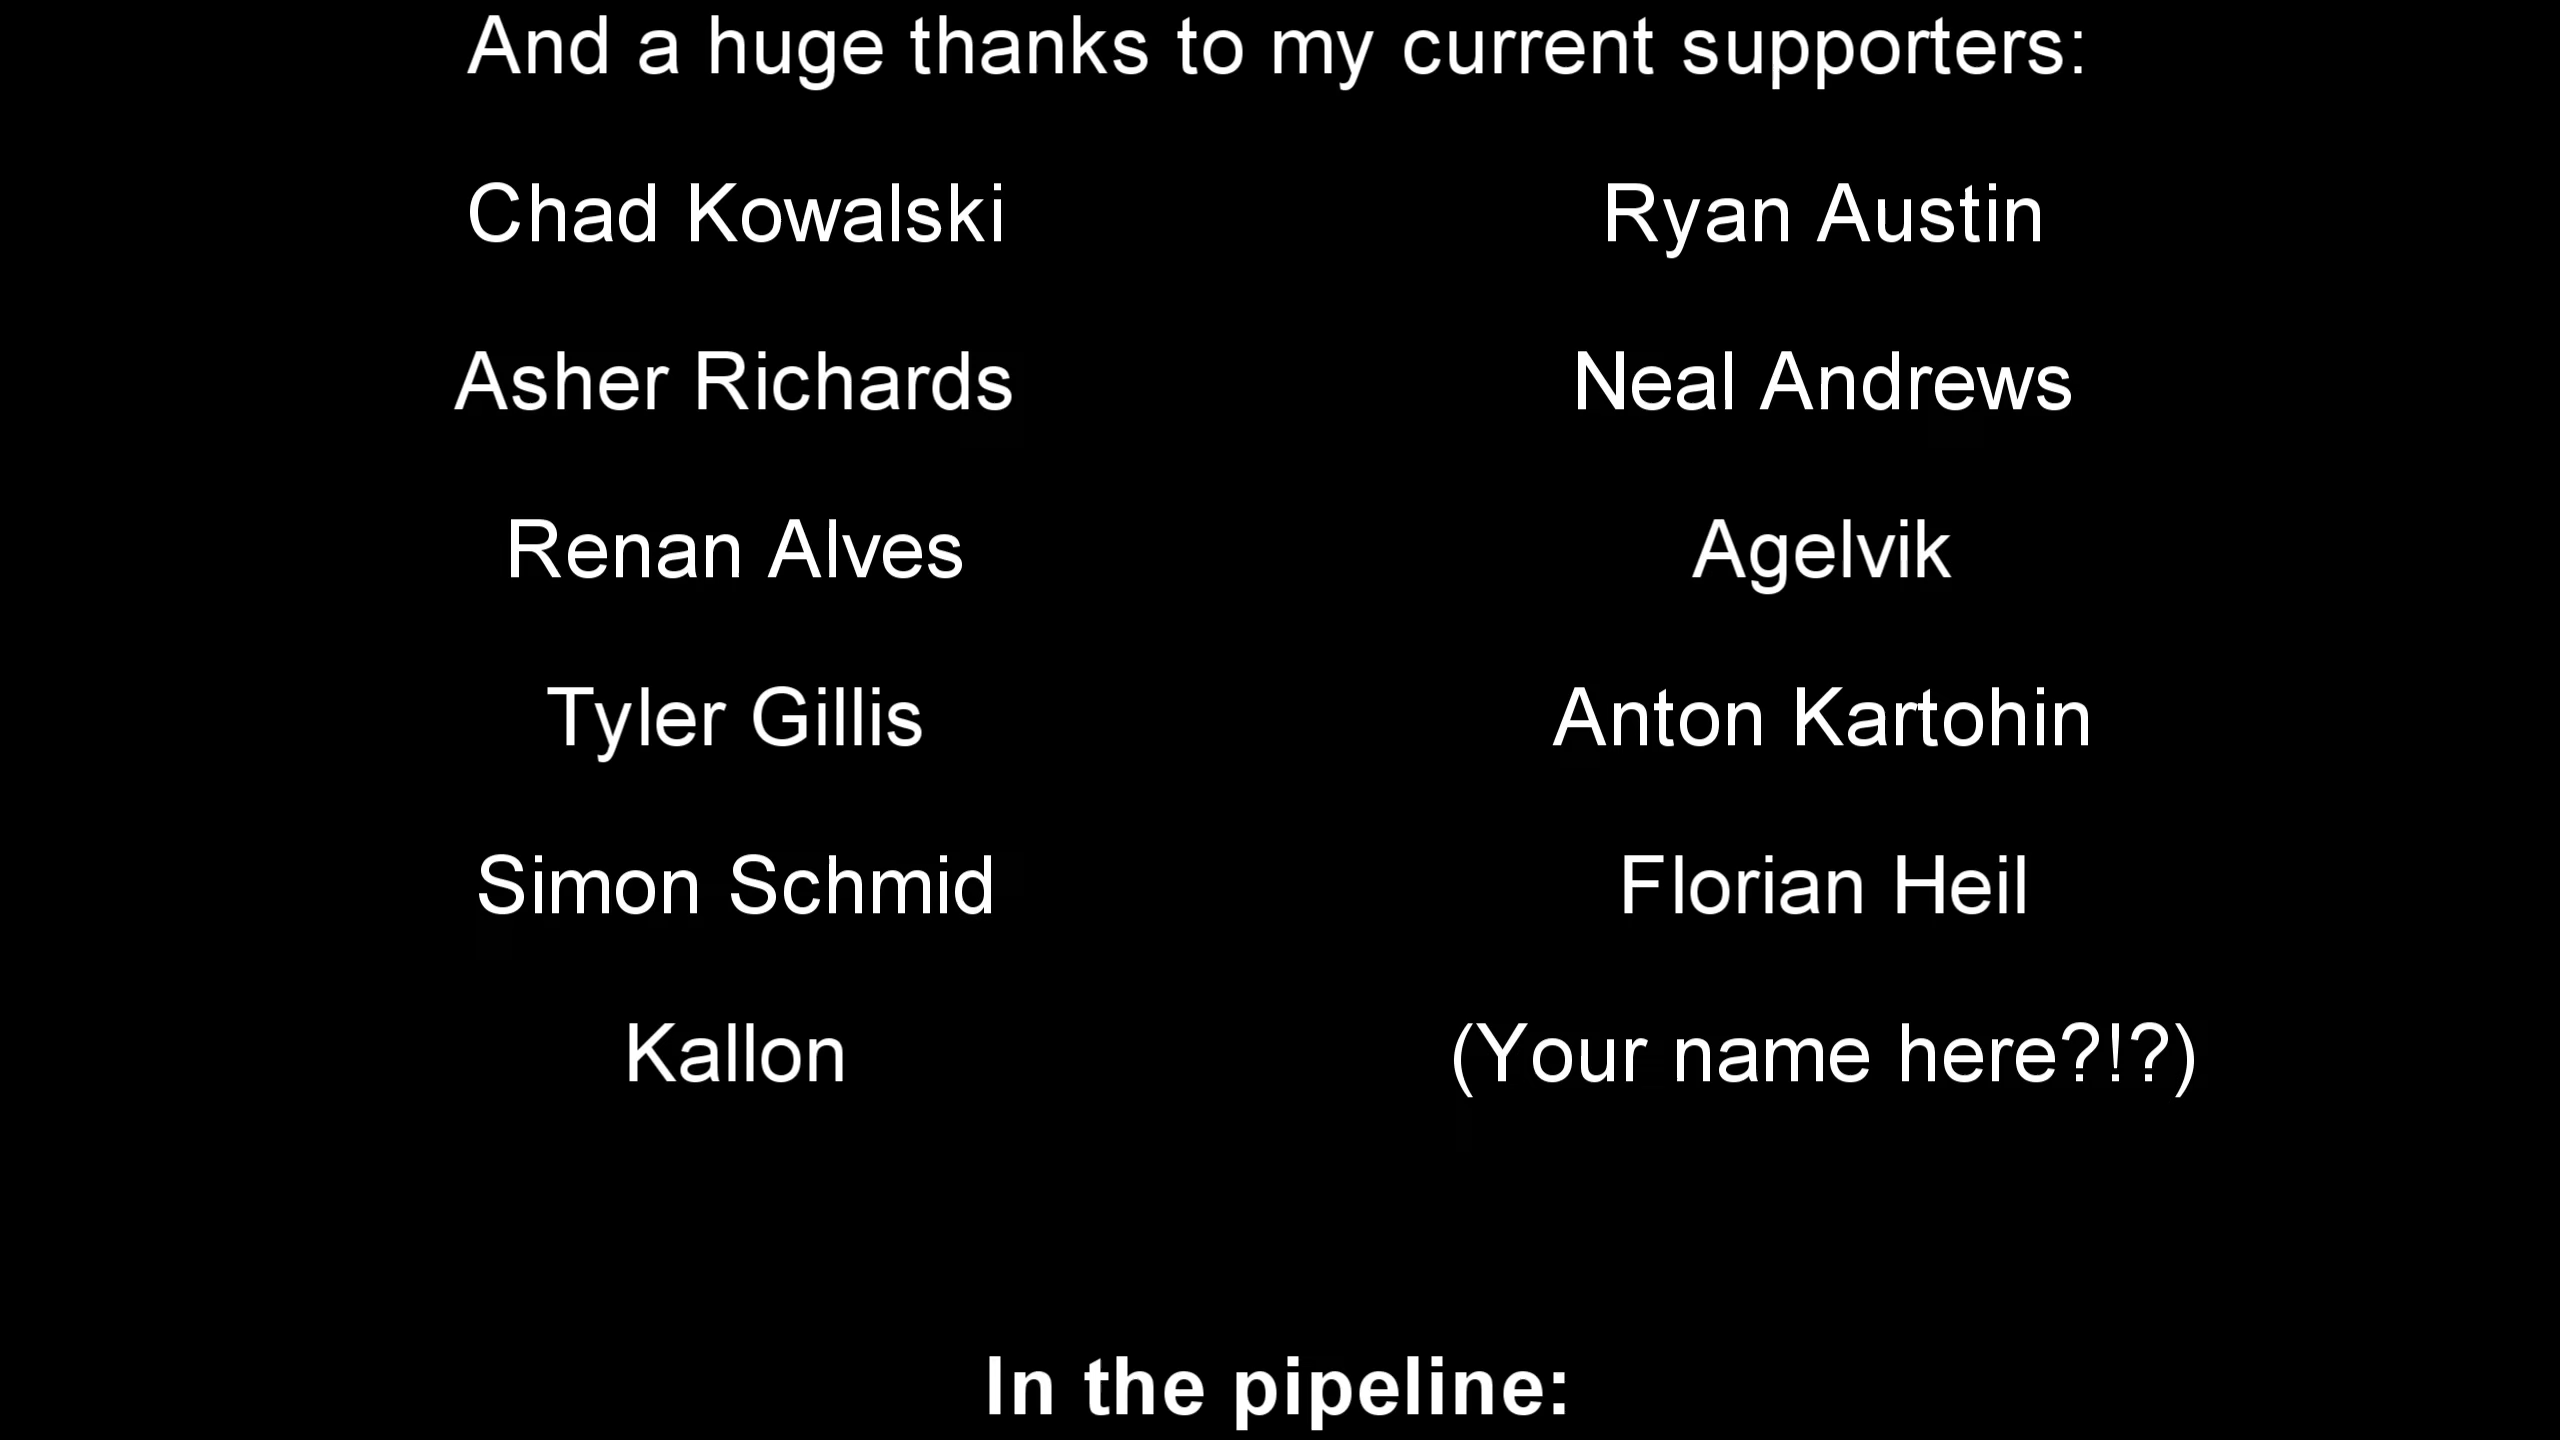 And a huge thanks to my current supporters:
Chad Kowalski
Ryan Austin
Asher Richards
Neal Andrews
Renan Alves
Agelvik
Tyler Gillis
Anton Kartohin
Simon Schmid
Florian Heil
Kallon
(Your name here?!?)
In the pipeline: